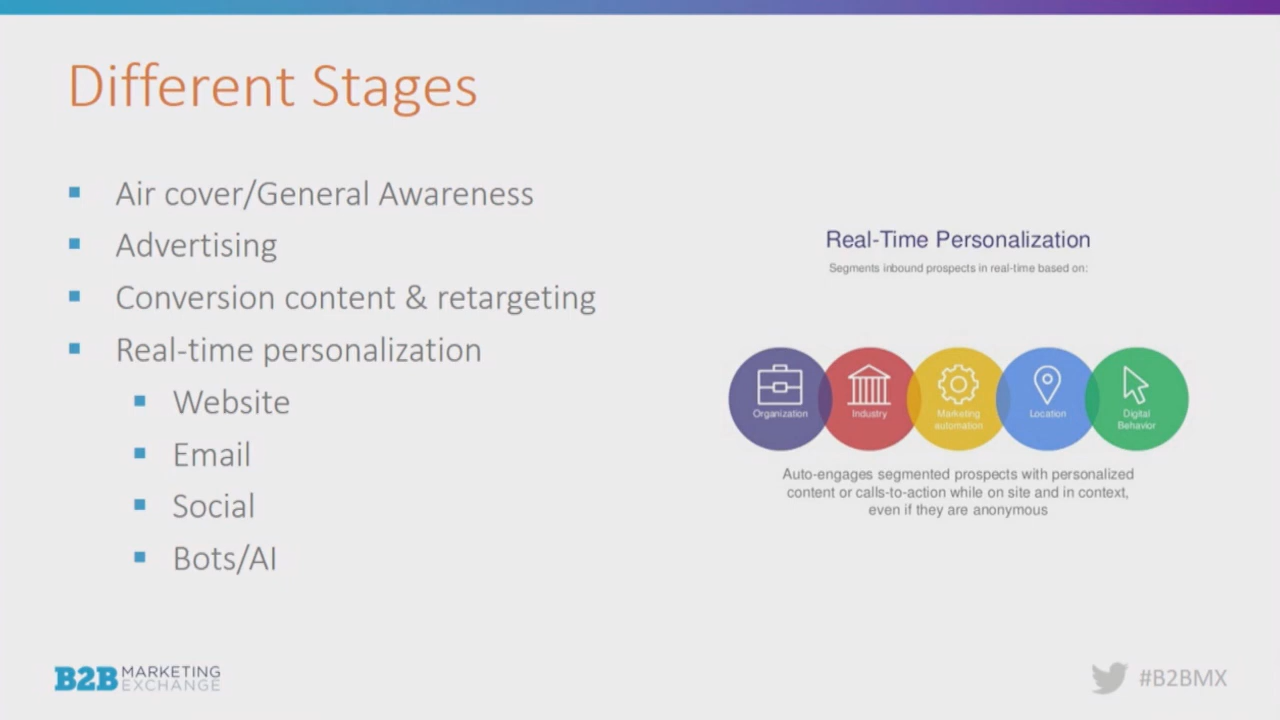 Different Stages
Air cover/General Awareness
Advertising
Conversion content & retargeting
Real-time personalization
Website
Email
Social
Bots/AI
Real-Time Personalization
Segments inbound prospects in real-time based on:
Organization
Industry
Marketing
automation
Location
Digital
Behavior
Auto-engages segmented prospects with personalized
content or calls-to-action while on site and in context,
even if they are anonymous
B2B MARKETING
EXCHANGE
#B2BMX